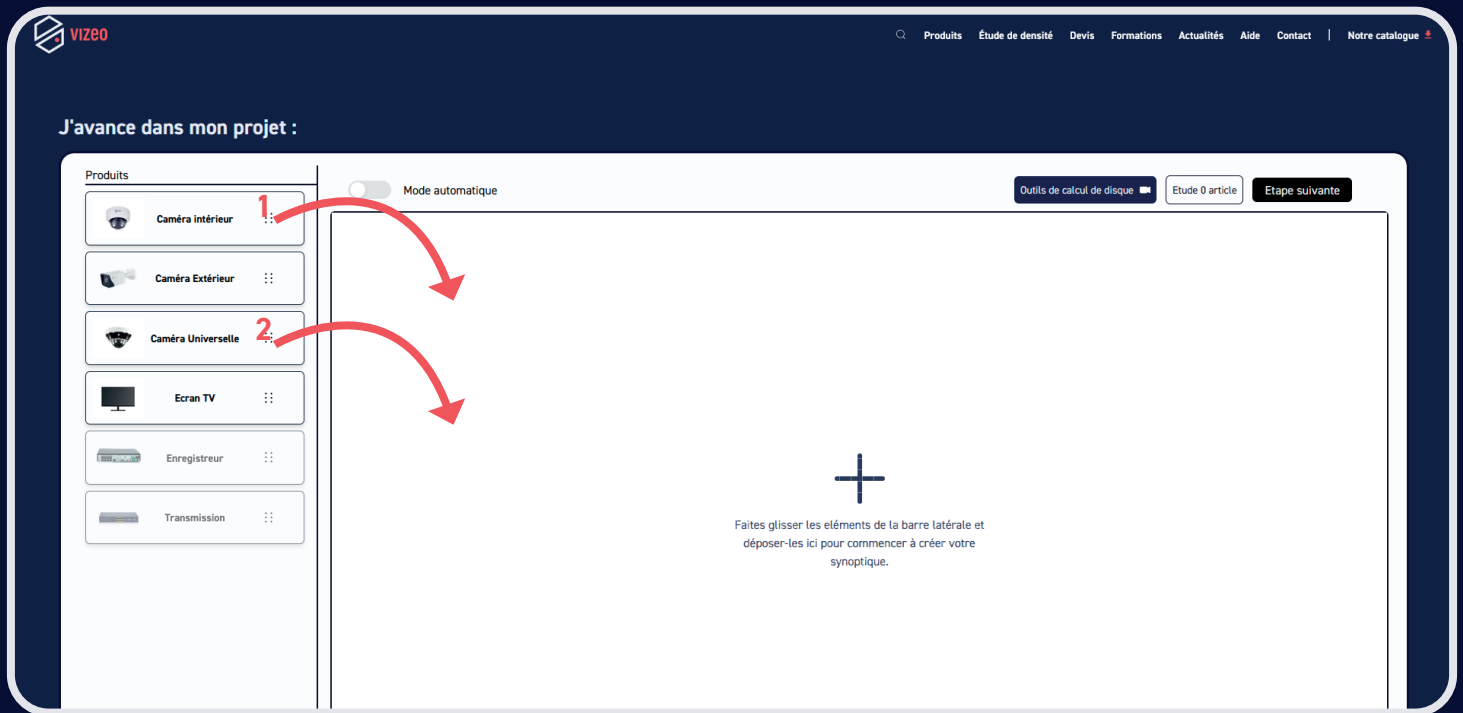 VIZEO
Produits Étude de densité Devis Formations Actualités Aide Contact | Notre catalogue
J'avance dans mon projet :
Produits
Mode automatique
Outils de calcul de disque
Etude 0 article
Etape suivante
1
Caméra intérieur
Caméra Extérieur
2
Caméra Universelle
Ecran TV
Enregistreur
Transmission
Faites glisser les eléments de la barre latérale et
déposer-les ici pour commencer à créer votre
synoptique.